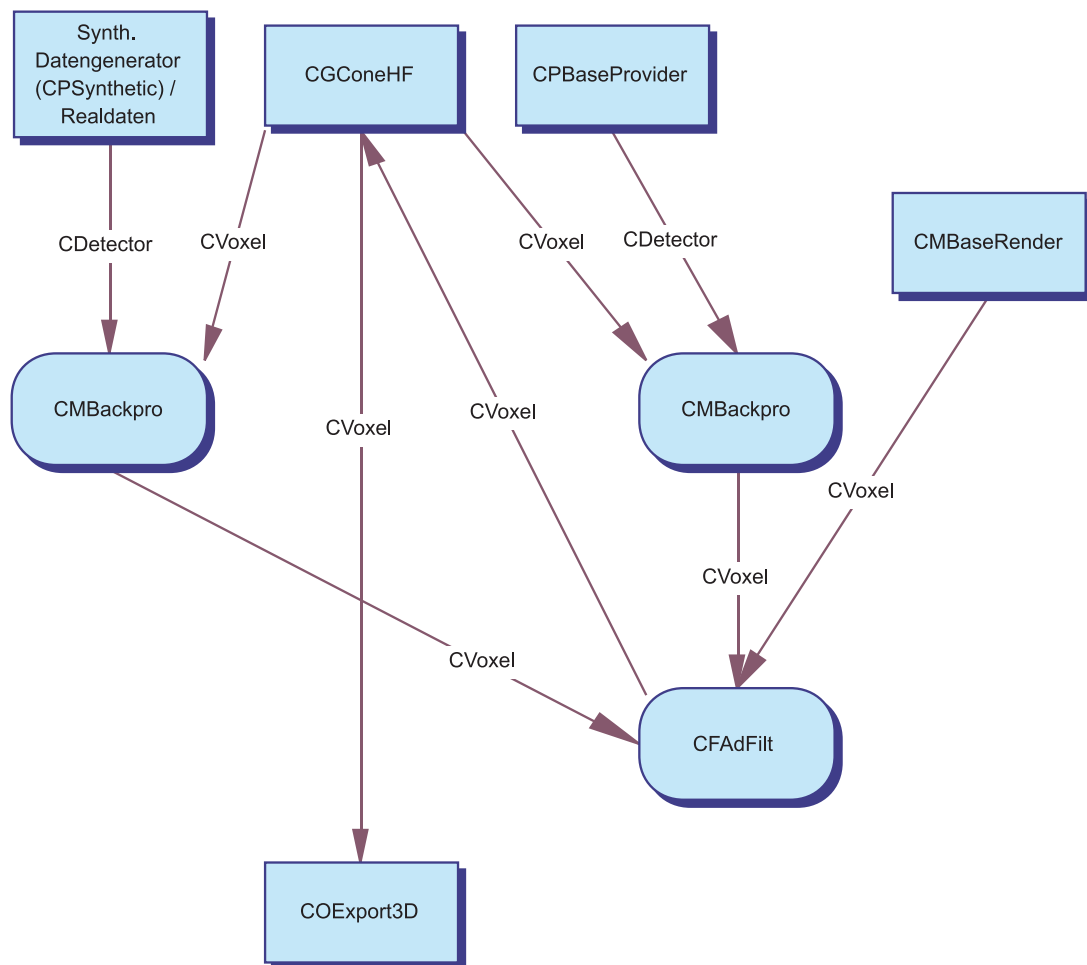 Synth.
Datengenerator
(CPSynthetic) /
Realdaten
CGConeHF
CPBaseProvider
CMBaseRender
CDetector
CVoxel
CVoxel
CDetector
CMBackpro
CVoxel
CVoxel
CMBackpro
CVoxel
CVoxel
CVoxel
CFAdFilt
COExport3D